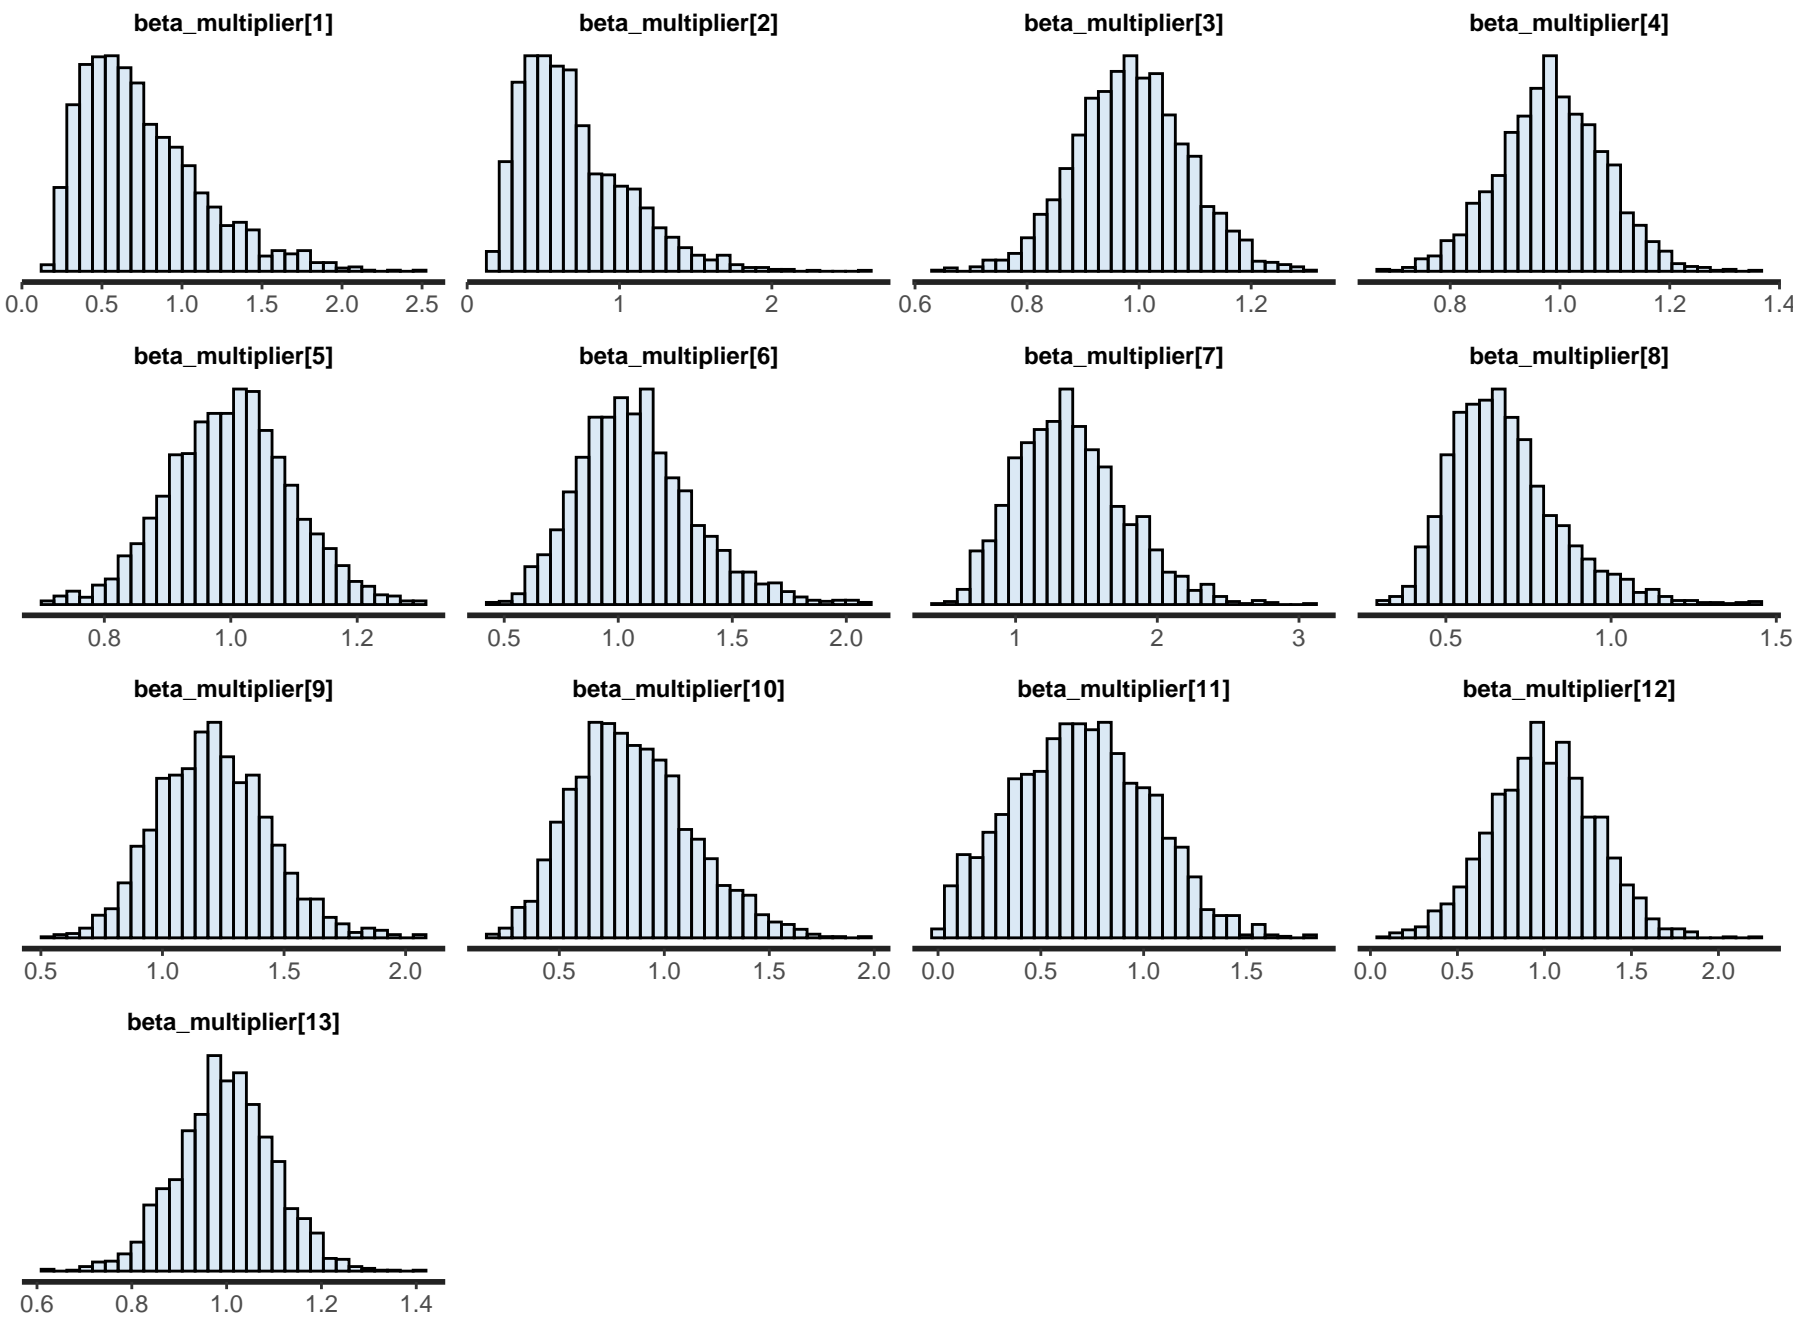 beta_multiplier[1] beta_multiplier[2] beta_multiplier[3] beta_multiplier[4]
0.0 0.5 1.0 1.5 2.0 2.5 0 1 2 0.6 0.8 1.0 1.2 0.8 1.0 1.2 1.4
beta_multiplier[5] beta_multiplier[6] beta_multiplier[7] beta_multiplier[8]
0.8 1.0 1.2 0.5 1.0 1.5 2.0 1 2 3 0.5 1.0 1.5
beta_multiplier[9] beta_multiplier[10] beta_multiplier[11] beta_multiplier[12]
0.5 1.0 1.5 2.0 0.5 1.0 1.5 2.0 0.0 0.5 1.0 1.5 0.0 0.5 1.0 1.5 2.0
beta_multiplier[13]
0.6 0.8 1.0 1.2 1.4